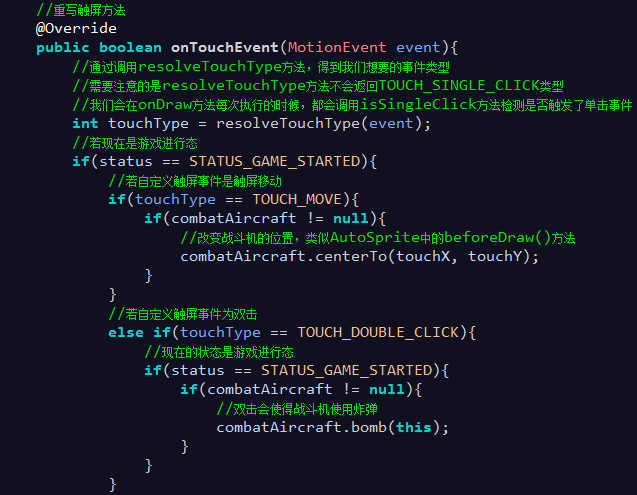 //重写触屏方法
@Override
public boolean onTouchEvent(MotionEvent event){
//通过调用resolveTouchType方法，得到我们想要的事件类型
//需要注意的是resolveTouchType方法不会返回TOUCH_SINGLE_CLICK类型
//我们会在onDraw方法每次执行的时候，都会调用isSingleClick方法检测是否触发了单击事件
int touchType = resolveTouchType(event);
//若现在是游戏进行态
if(status == STATUS_GAME_STARTED){
//若自定义触屏事件是触屏移动
if(touchType == TOUCH_MOVE){
if(combatAircraft != null){
//改变战斗机的位置，类似AutoSprite中的beforeDraw()方法
combatAircraft.centerTo(touchX, touchY);
}
}
//若自定义触屏事件为双击
else if(touchType == TOUCH_DOUBLE_CLICK){
//现在的状态是游戏进行态
if(status == STATUS_GAME_STARTED){
if(combatAircraft != null){
//双击会使得战斗机使用炸弹
combatAircraft.bomb(this);
}
}
}